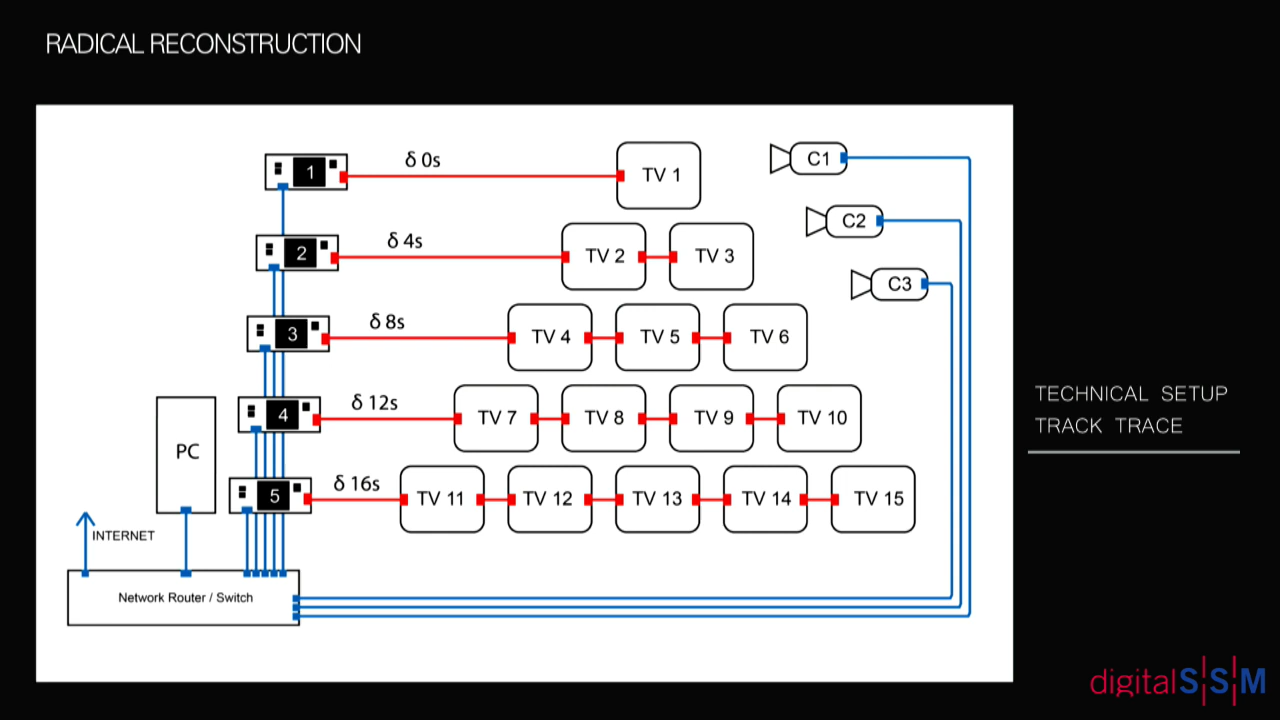 RADICAL RECONSTRUCTION
1 δ 0s TV 1 C1
2 δ 4s TV 2 TV 3 C2
C3
3 δ 8s TV 4 TV 5 TV 6
4 δ 12s TV 7 TV 8 TV 9 TV 10
PC
5 δ 16s TV 11 TV 12 TV 13 TV 14 TV 15
INTERNET
Network Router / Switch
TECHNICAL SETUP
TRACK TRACE
digitalSSM